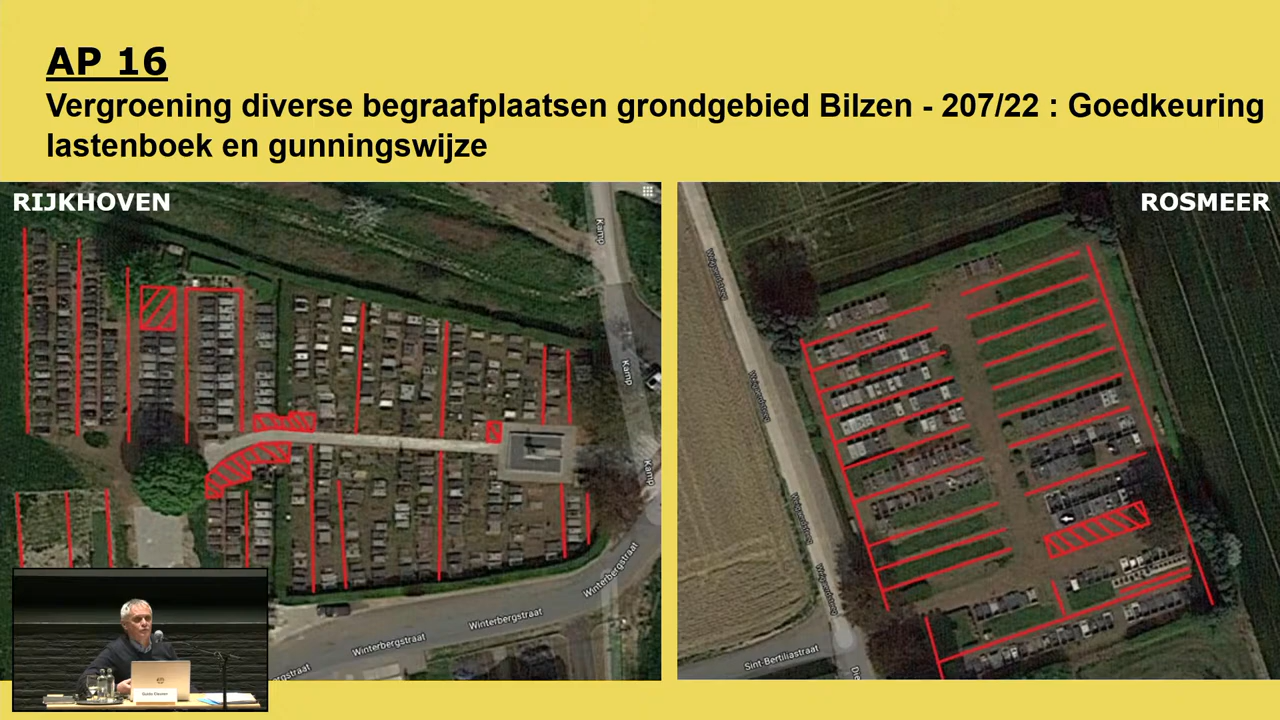 AP 16
Vergroening diverse begraafplaatsen grondgebied Bilzen - 207/22 : Goedkeuring
lastenboek en gunningswijze
RIJKHOVEN
ROSMEER
Kamp
Kamp
Kamp
Winterbergstraat
Winterbergstraat
Winterbergstraat
Sint-Bertiliastraat